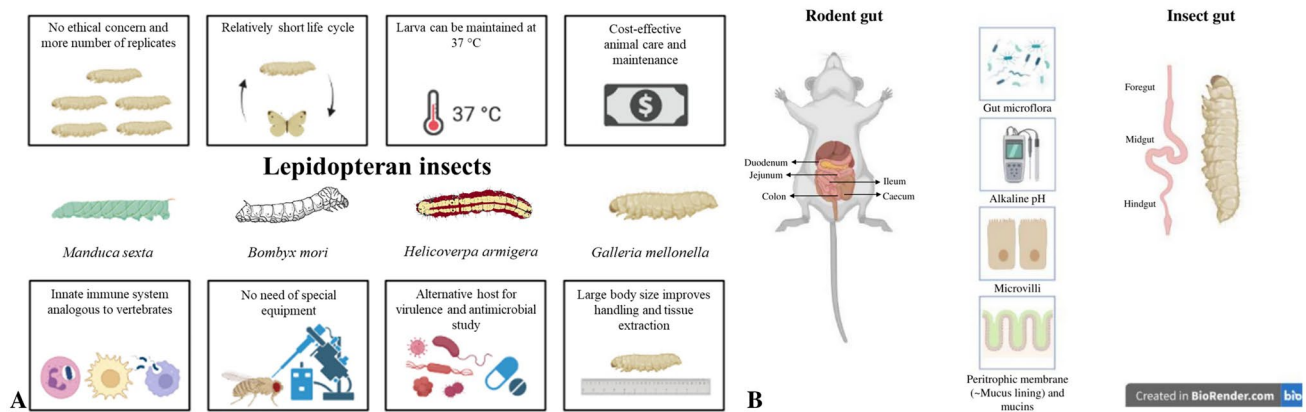 No ethical concern and
more number of replicates
Relatively short life cycle
Larva can be maintained at
37 °C
37 °C
Cost-effective
animal care and
maintenance
$
Lepidopteran insects
Manduca sexta
Bombyx mori
Helicoverpa armigera
Galleria mellonella
Innate immune system
analogous to vertebrates
No need of special
equipment
Alternative host for
virulence and antimicrobial
study
Large body size improves
handling and tissue
extraction
A
Rodent gut
Duodenum
Jejunum
Colon
Ileum
Caecum
Gut microflora
Alkaline pH
Microvilli
Peritrophic membrane
(~Mucus lining) and
mucins
Insect gut
Foregut
Midgut
Hindgut
B
Created in BioRender.com
bio